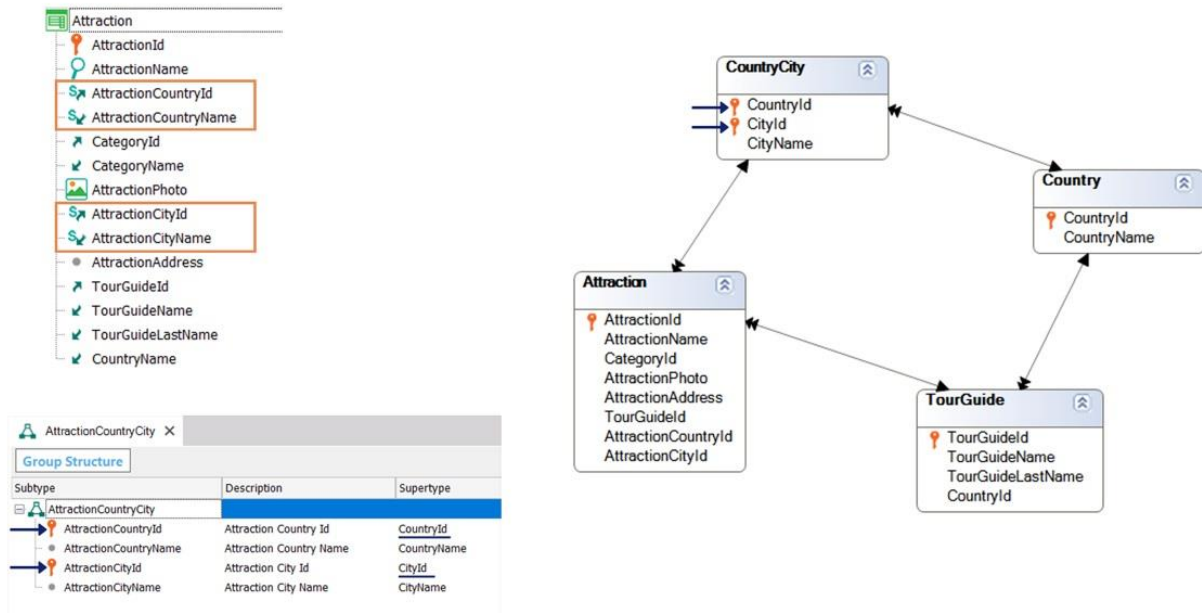 Attraction
AttractionId
AttractionName
AttractionCountryId
AttractionCountryName
CategoryId
CategoryName
AttractionPhoto
AttractionCityId
AttractionCityName
AttractionAddress
TourGuideId
TourGuideName
TourGuideLastName
CountryName
CountryCity
CountryId
CityId
CityName
Country
CountryId
CountryName
Attraction
AttractionId
AttractionName
CategoryId
AttractionPhoto
AttractionAddress
TourGuideId
AttractionCountryId
AttractionCityId
TourGuide
TourGuideId
TourGuideName
TourGuideLastName
CountryId
AttractionCountryCity
Group Structure
Subtype Description Supertype
AttractionCountryCity
AttractionCountryId Attraction Country Id CountryId
AttractionCountryName Attraction Country Name CountryName
AttractionCityId Attraction City Id CityId
AttractionCityName Attraction City Name CityName